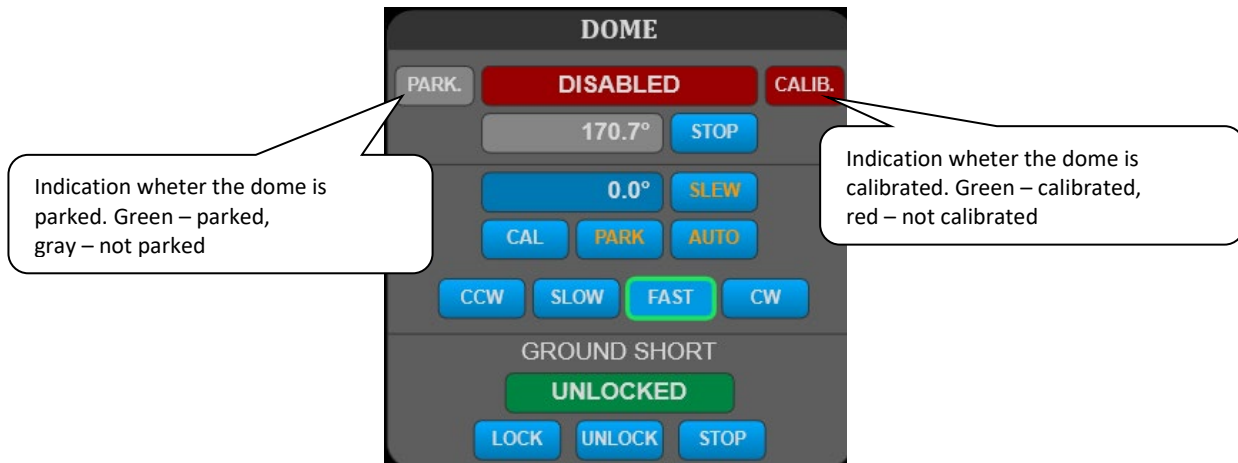 DOME
PARK. DISABLED CALIB.
170.7° STOP
Indication wheter the dome is
parked. Green – parked,
gray – not parked
Indication wheter the dome is
calibrated. Green – calibrated,
red – not calibrated
0.0° SLEW
CAL PARK AUTO
CCW SLOW FAST CW
GROUND SHORT
UNLOCKED
LOCK UNLOCK STOP